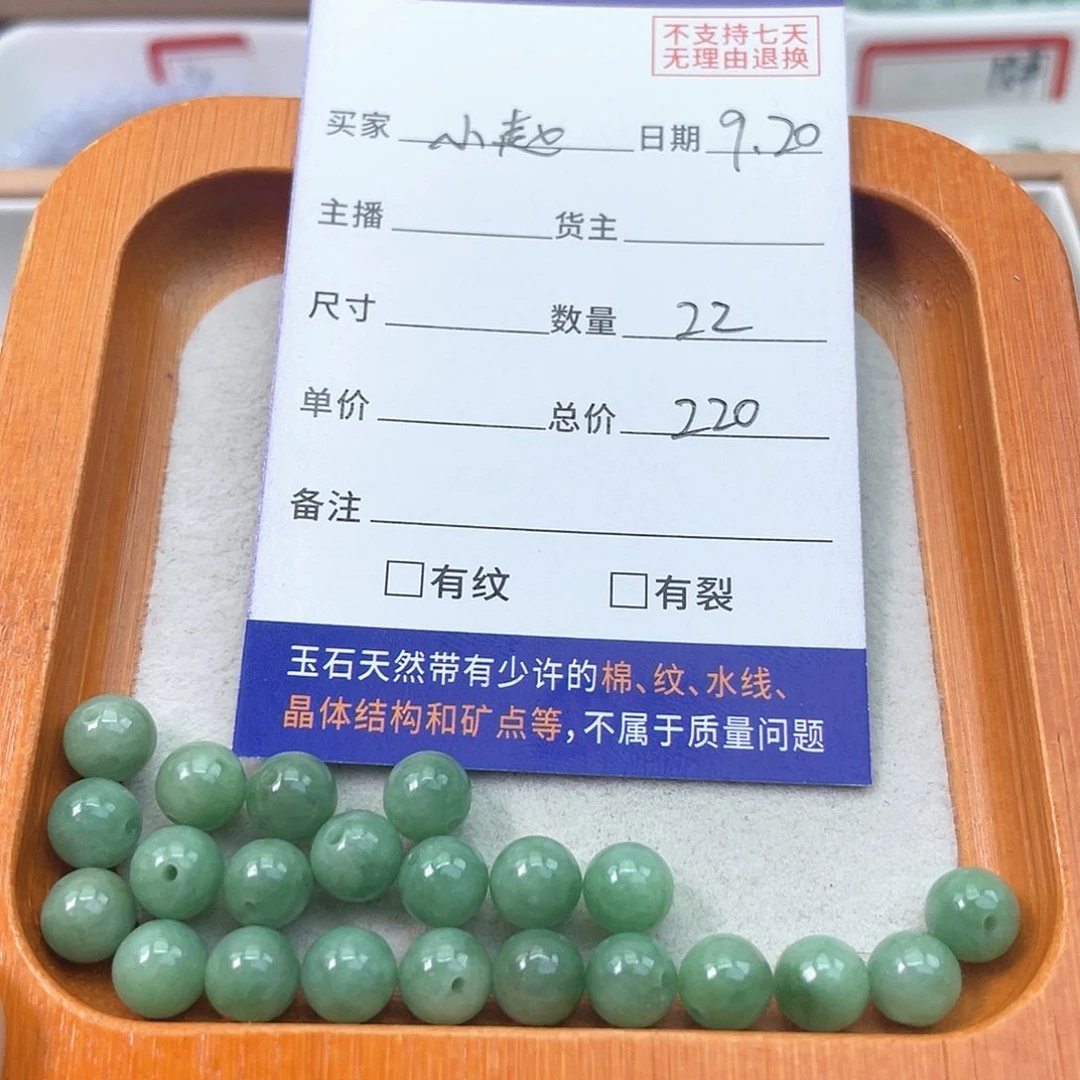 不支持七天
无理由退换
买家 小赵 日期 9.20
主播 货主
尺寸 数量 22
单价 总价 220
备注
□有纹 □有裂
玉石天然带有少许的棉、纹、水线、
晶体结构和矿点等,不属于质量问题